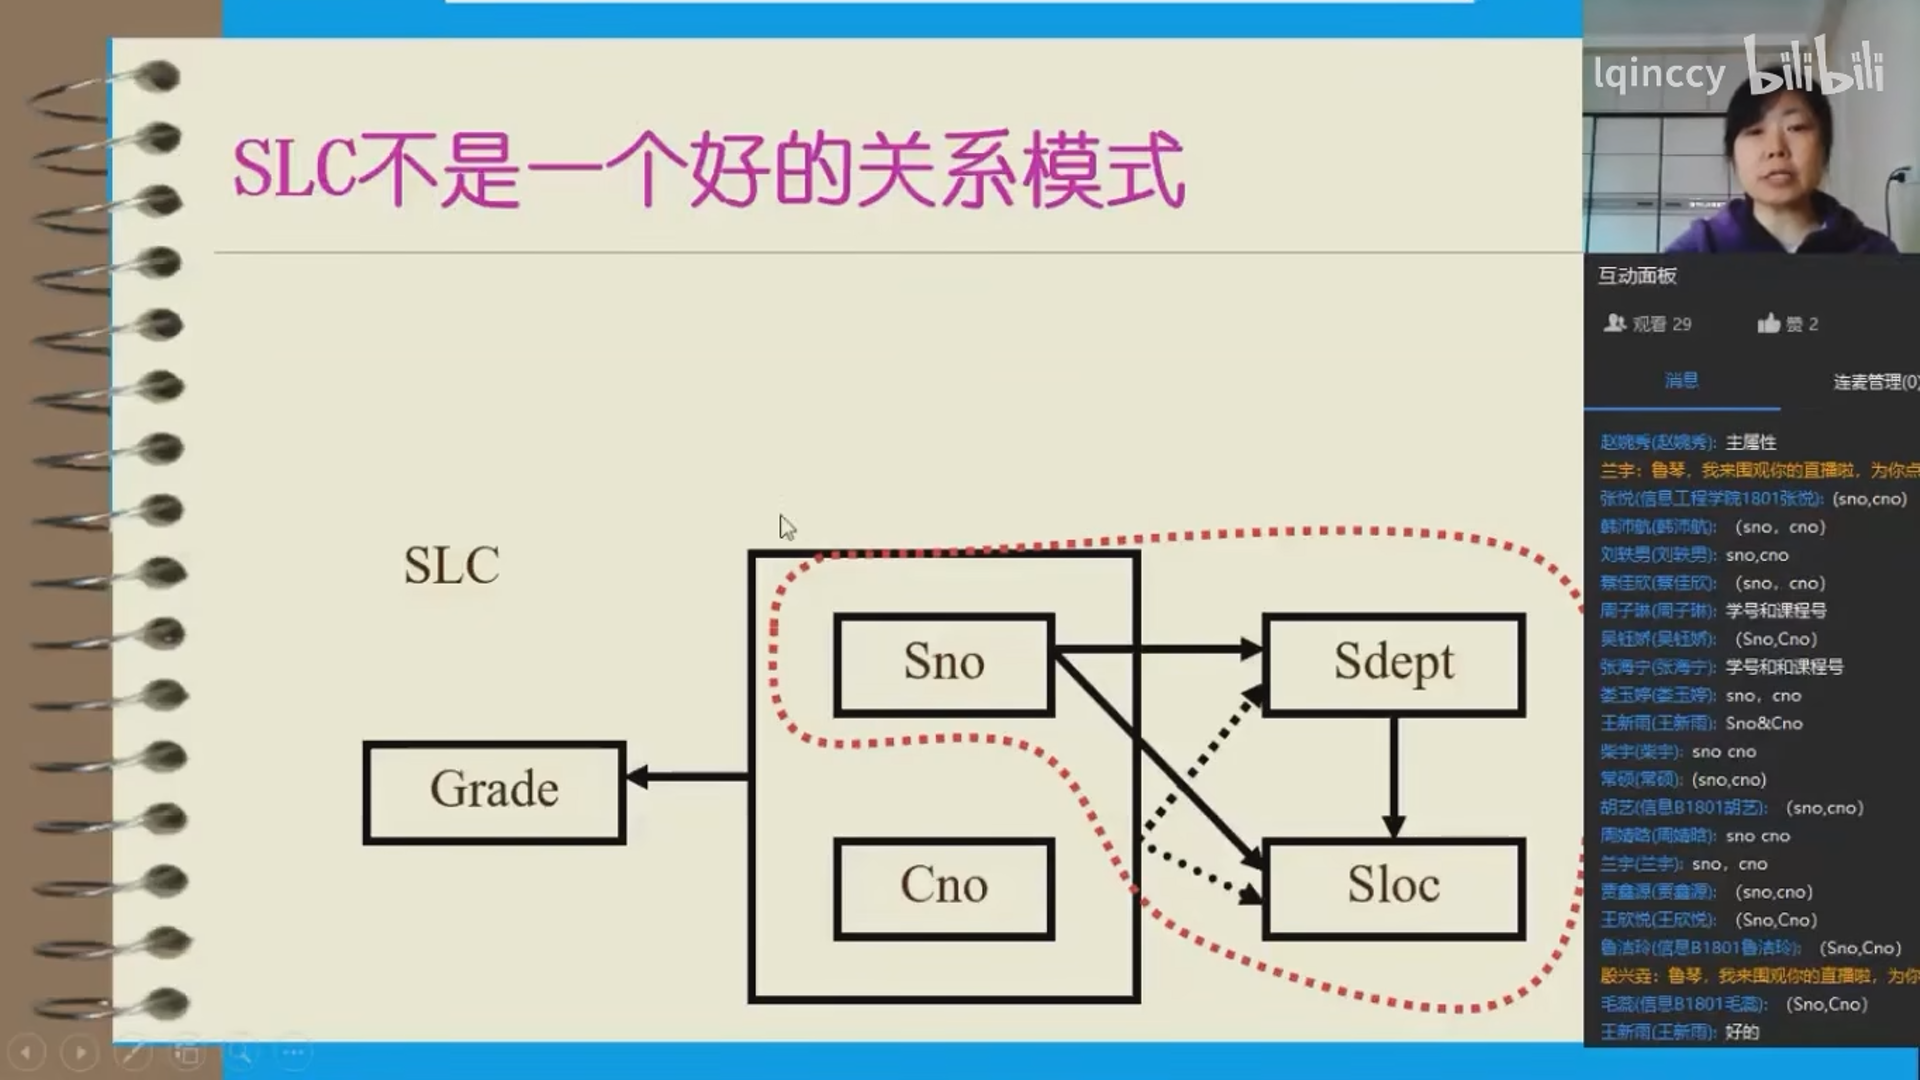 SLC不是一个好的关系模式
SLC
Sno
Sdept
Grade
Cno
Sloc
lqinccy bilibili
互动面板
观看 29
赞 2
消息
连麦管理(0)
赵婉秀(赵婉秀): 主属性
兰宇: 鲁琴, 我来围观你的直播啦, 为你点
张悦(信息工程学院1801张悦): (sno,cno)
韩沛航(韩沛航): (sno, cno)
刘轶男(刘轶男): sno,cno
蔡佳欣(蔡佳欣): (sno, cno)
周子琳(周子琳): 学号和课程号
吴钰娇(吴钰娇): (Sno,Cno)
张海宁(张海宁): 学号和和课程号
娄玉婷(娄玉婷): sno, cno
王新雨(王新雨): Sno&Cno
柴宇(柴宇): sno cno
常硕(常硕): (sno,cno)
胡艺(信息B1801胡艺): (sno,cno)
周婧晗(周婧晗): sno cno
兰宇(兰宇): sno, cno
贾鑫源(贾鑫源): (sno,cno)
王欣悦(王欣悦): (Sno,Cno)
鲁洁玲(信息B1801鲁洁玲): (Sno,Cno)
殷兴垚: 鲁琴, 我来围观你的直播啦, 为你
毛蕊(信息B1801毛蕊): (Sno,Cno)
王新雨(王新雨): 好的